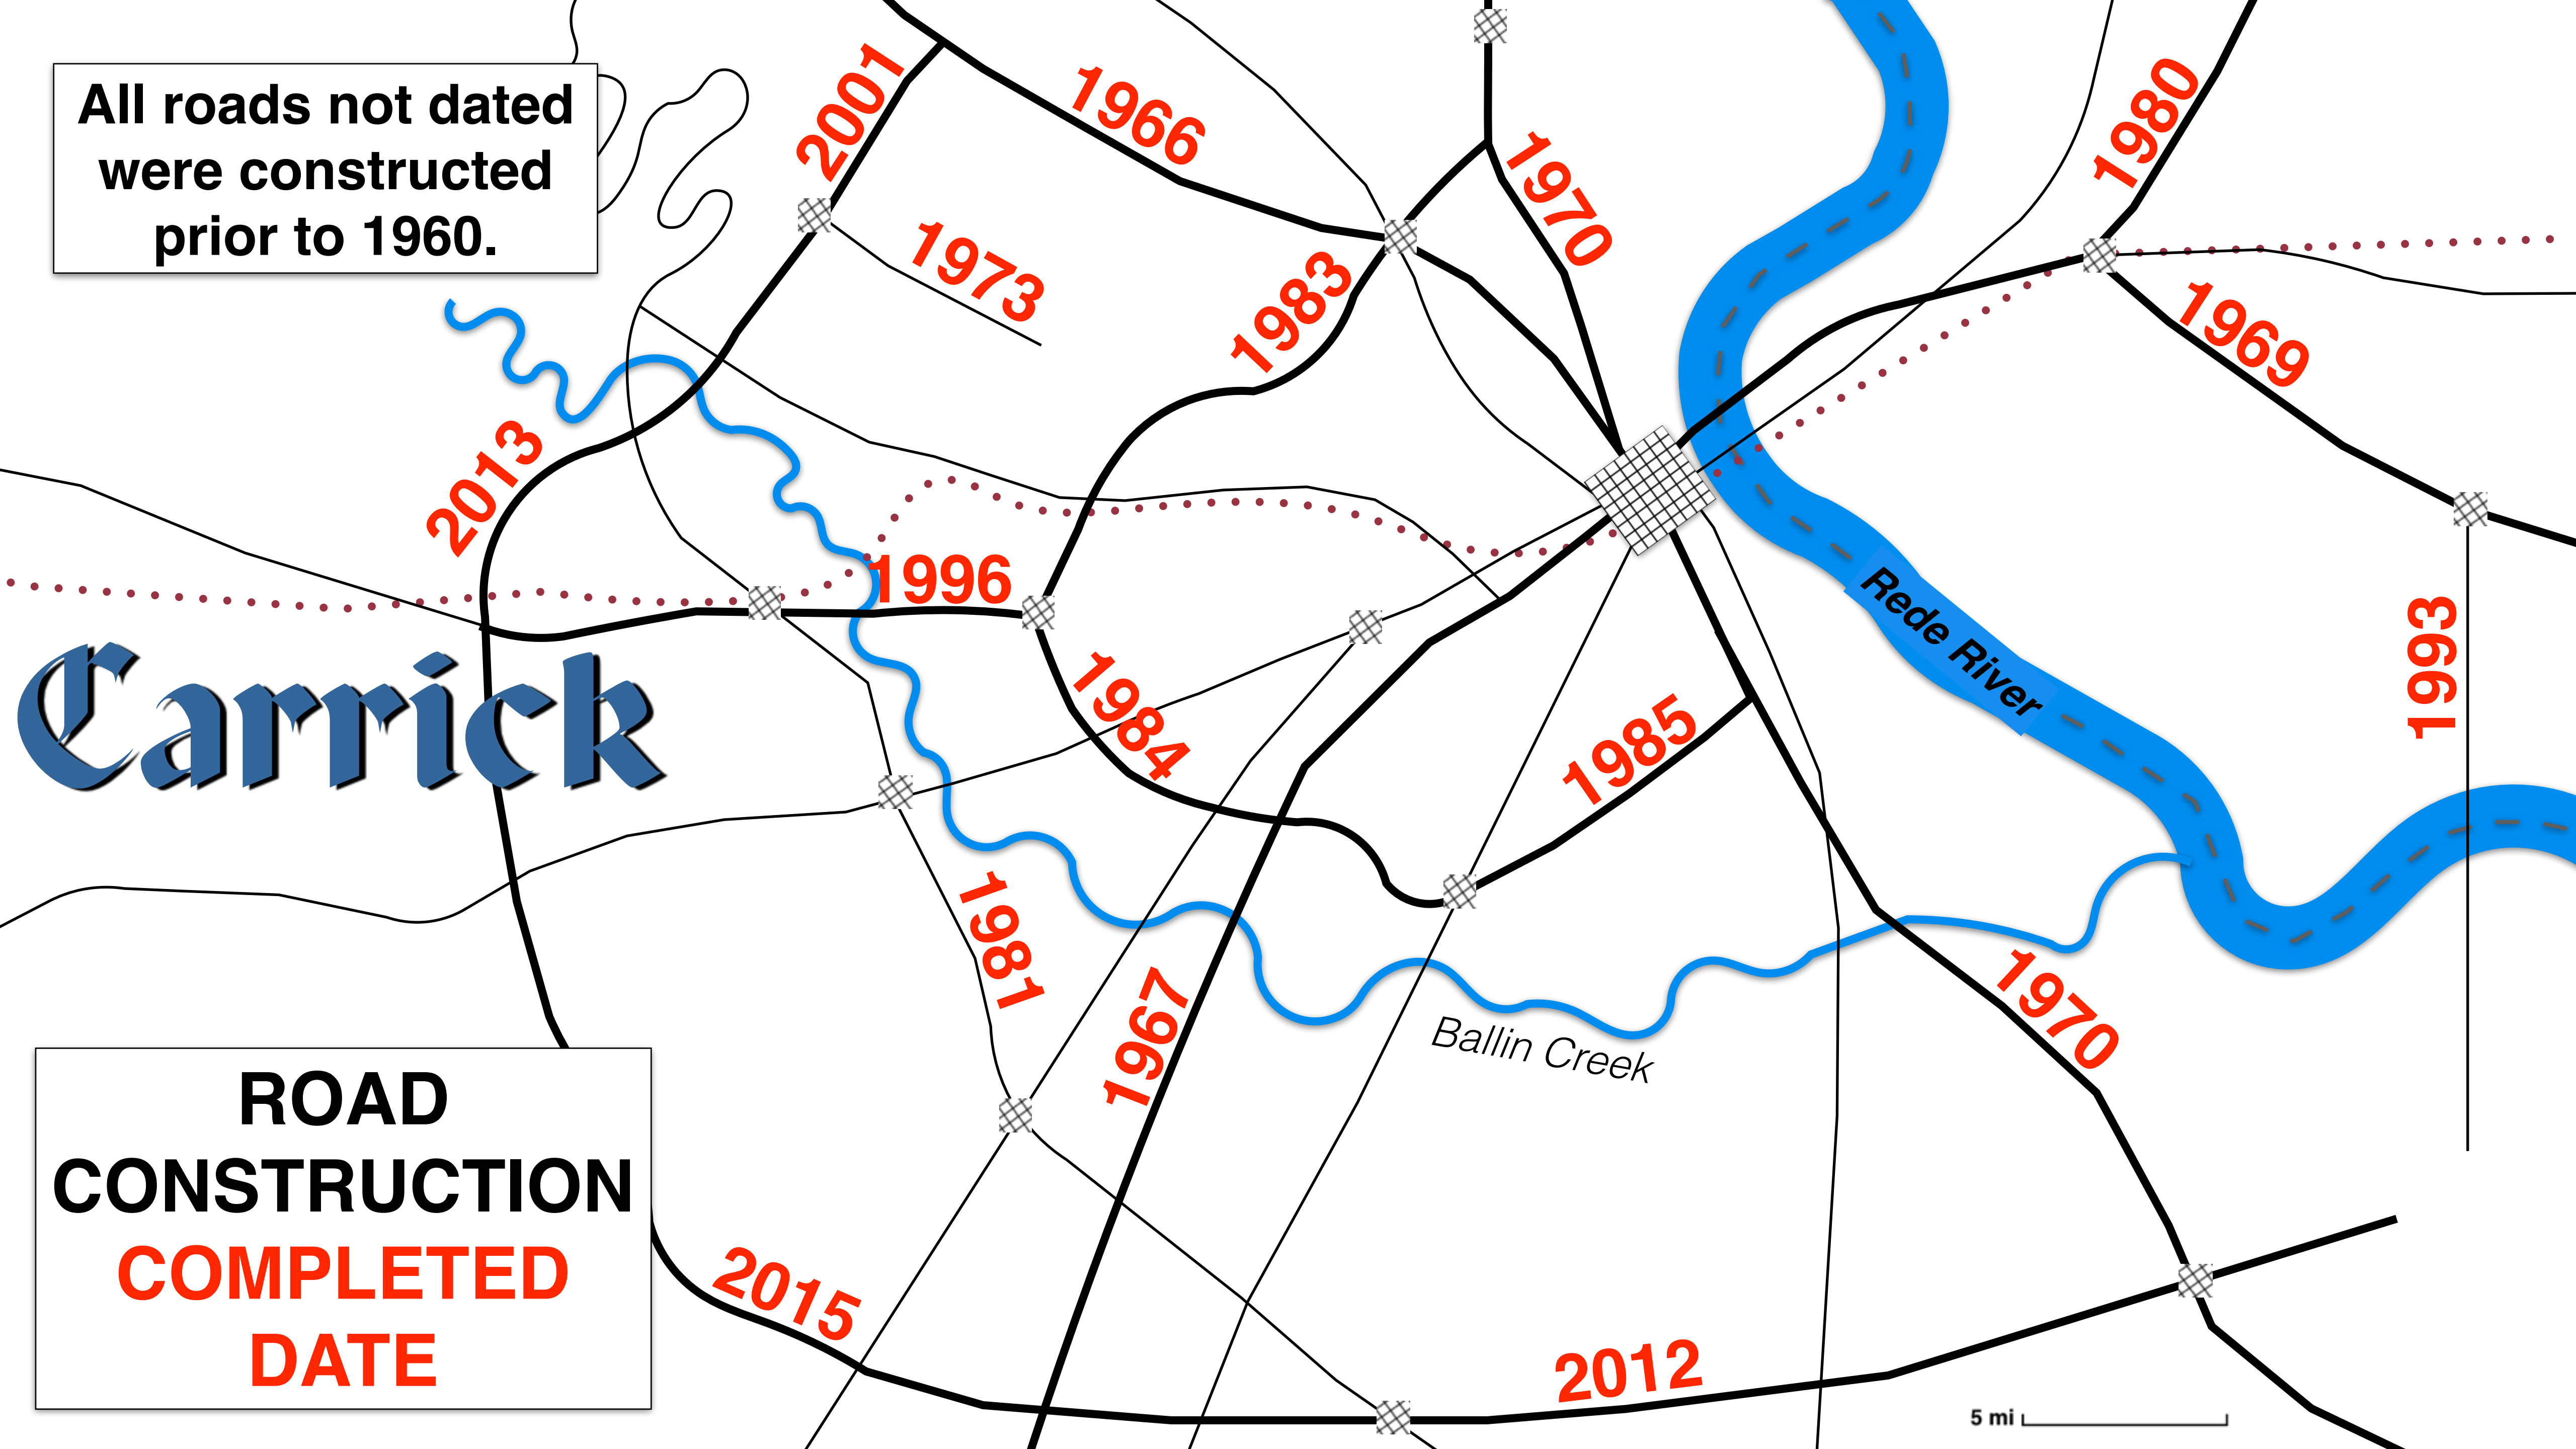 All roads not dated
were constructed
prior to 1960.
2001
1966
1970
1980
1973
1983
1969
2013
1996
Rede River
1993
Carrick
1984
1985
1981
1967
1970
Ballin Creek
ROAD
CONSTRUCTION
COMPLETED
DATE
2015
2012
5 mi